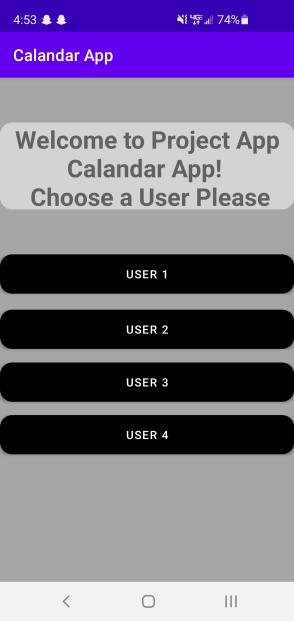 4:53 74%
Calandar App
Welcome to Project App
Calandar App!
Choose a User Please
USER 1
USER 2
USER 3
USER 4